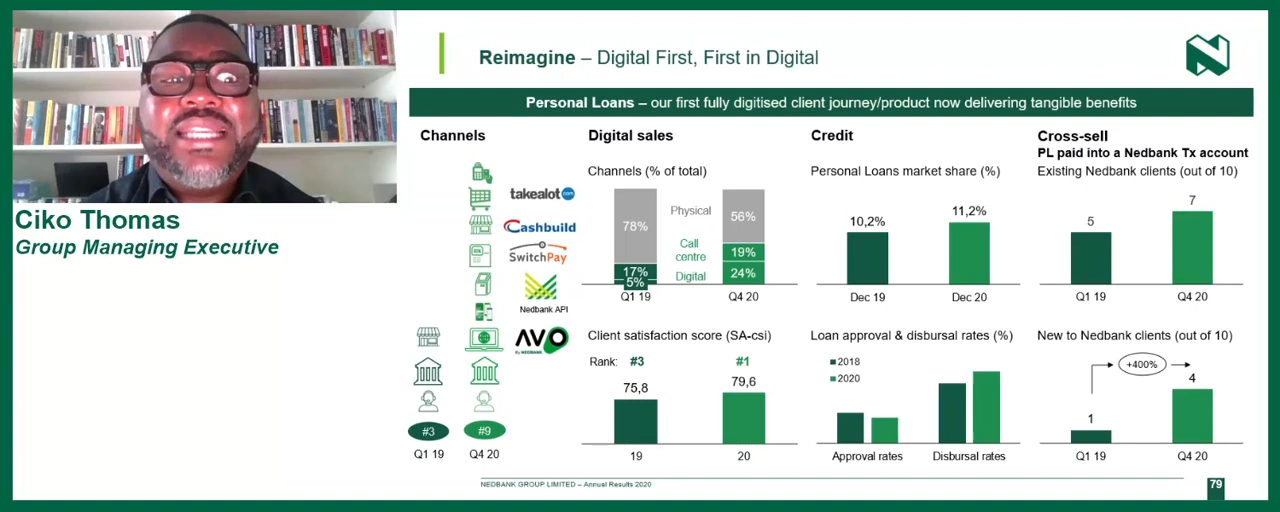 Reimagine – Digital First, First in Digital
Personal Loans – our first fully digitised client journey/product now delivering tangible benefits
Ciko Thomas
Group Managing Executive
Channels
takealot.com
Cashbuild
SwitchPay
Nedbank API
AVO
By NEDBANK
#3
#9
Q1 19
Q4 20
Digital sales
Channels (% of total)
78%
17%
5%
Physical
Call
centre
Digital
56%
19%
24%
Q1 19
Q4 20
Client satisfaction score (SA-csi)
Rank:
#3
#1
75,8
79,6
19
20
Credit
Personal Loans market share (%)
10,2%
11,2%
Dec 19
Dec 20
Loan approval & disbursal rates (%)
2018
2020
Approval rates
Disbursal rates
Cross-sell
PL paid into a Nedbank Tx account
Existing Nedbank clients (out of 10)
5
7
Q1 19
Q4 20
New to Nedbank clients (out of 10)
+400%
1
4
Q1 19
Q4 20
NEDBANK GROUP LIMITED – Annual Results 2020
79